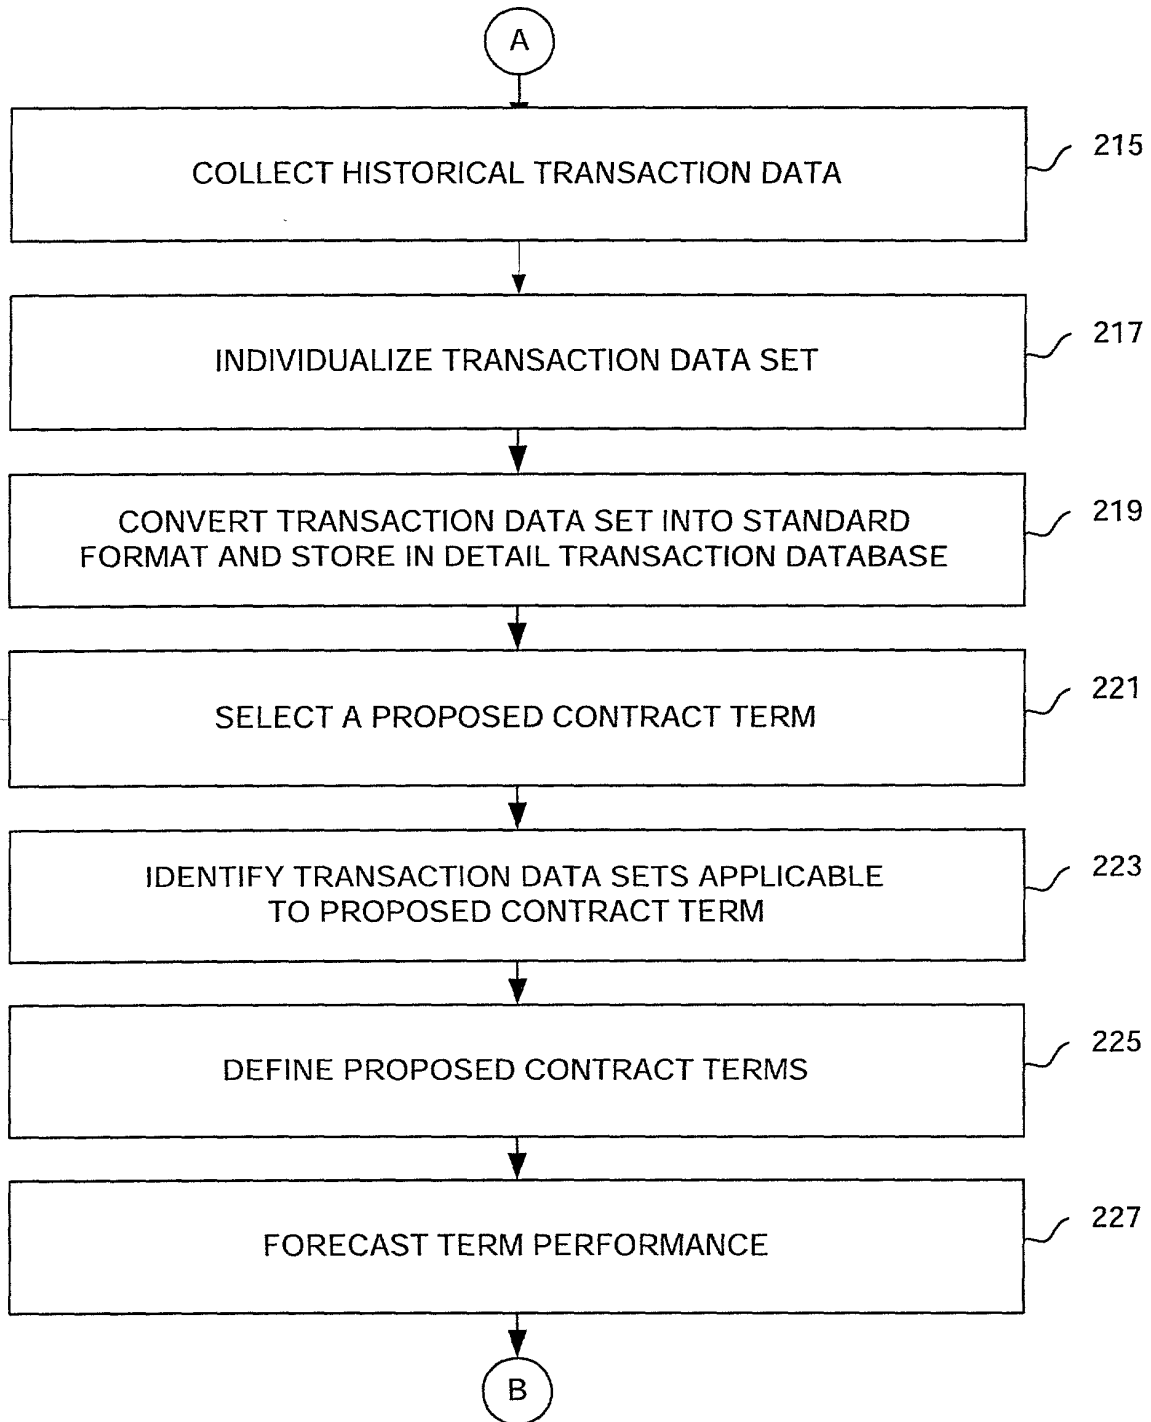 A
COLLECT HISTORICAL TRANSACTION DATA
215
INDIVIDUALIZE TRANSACTION DATA SET
217
CONVERT TRANSACTION DATA SET INTO STANDARD
FORMAT AND STORE IN DETAIL TRANSACTION DATABASE
219
SELECT A PROPOSED CONTRACT TERM
221
IDENTIFY TRANSACTION DATA SETS APPLICABLE
TO PROPOSED CONTRACT TERM
223
DEFINE PROPOSED CONTRACT TERMS
225
FORECAST TERM PERFORMANCE
227
B